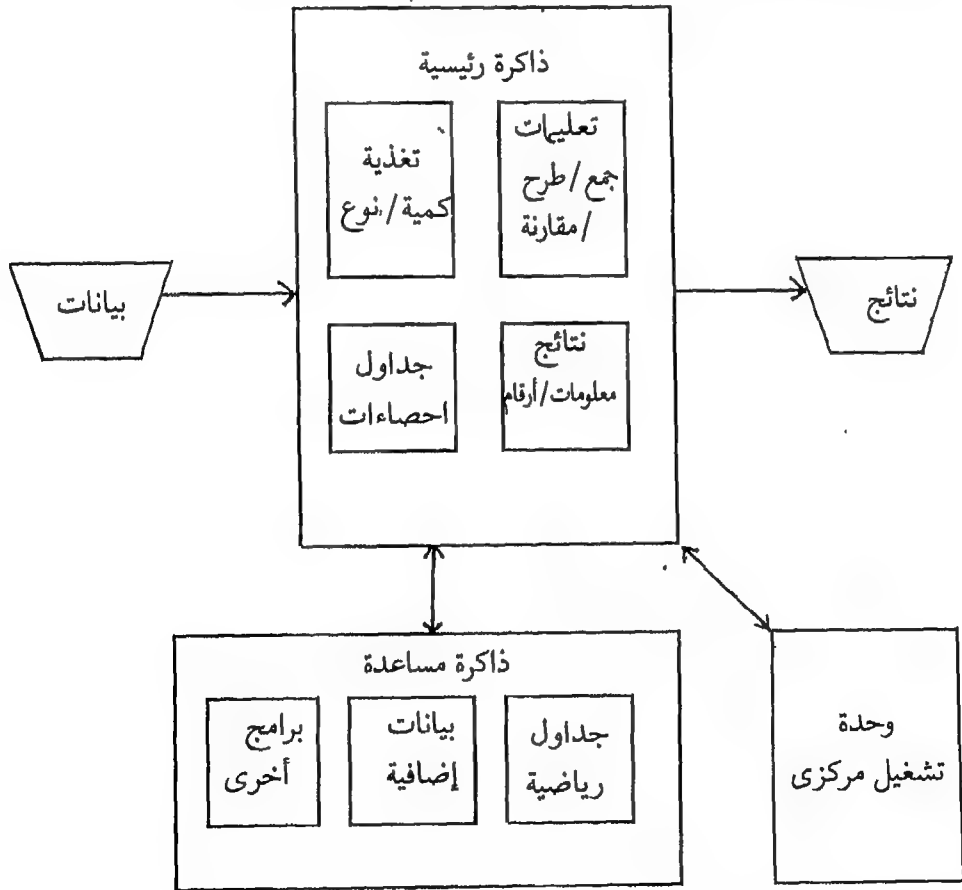 ذاكرة رئيسية
تعليمات
جمع/طرح
/مقارنة
تغذية
كمية/نوع
نتائج
معلومات/أرقام
جداول
احصاءات
بيانات
نتائج
ذاكرة مساعدة
جداول
رياضية
بيانات
إضافية
برامج
أخرى
وحدة
تشغيل مركزى